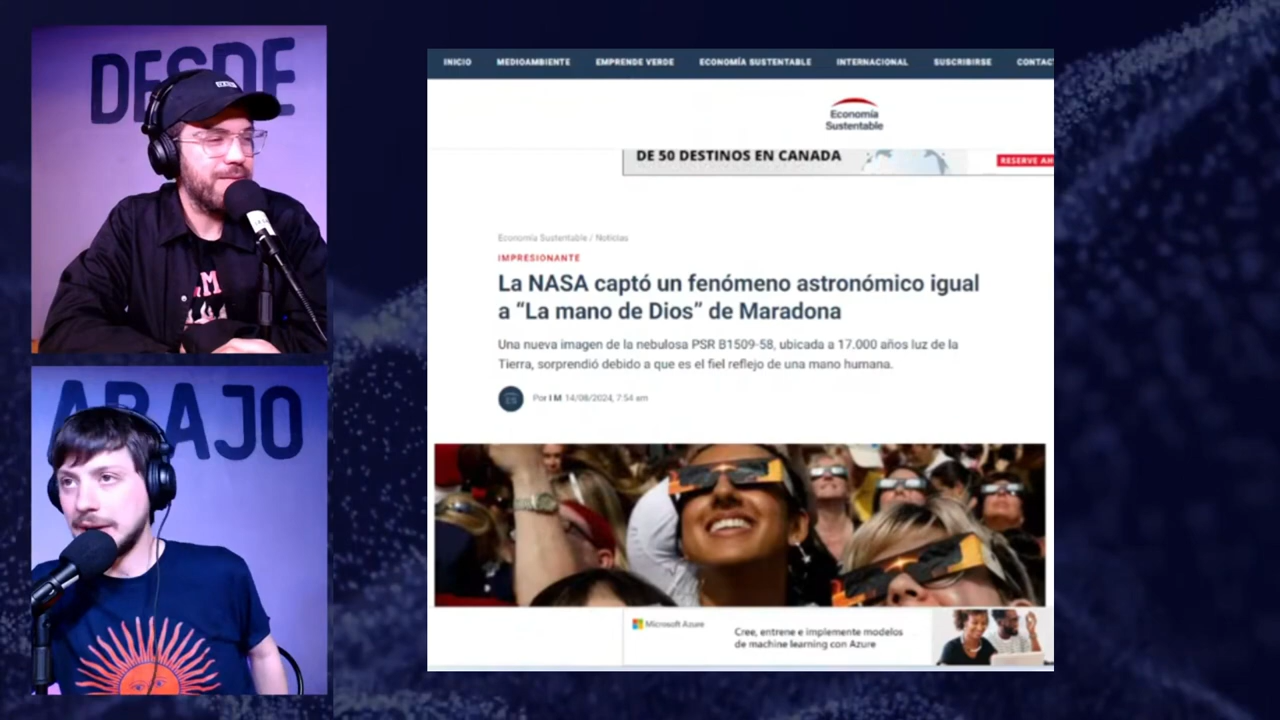 DESDE
ABAJO
INICIO MEDIOAMBIENTE EMPRENDE VERDE ECONOMÍA SUSTENTABLE INTERNACIONAL SUSCRIBIRSE CONTAC
Economía
Sustentable
DE 50 DESTINOS EN CANADA
RESERVE AH
Economía Sustentable / Noticias
IMPRESIONANTE
La NASA captó un fenómeno astronómico igual
a “La mano de Dios” de Maradona
Una nueva imagen de la nebulosa PSR B1509-58, ubicada a 17.000 años luz de la
Tierra, sorprendió debido a que es el fiel reflejo de una mano humana.
ES
Por I M 14/08/2024, 7:54 am
Microsoft Azure
Cree, entrene e implemente modelos
de machine learning con Azure